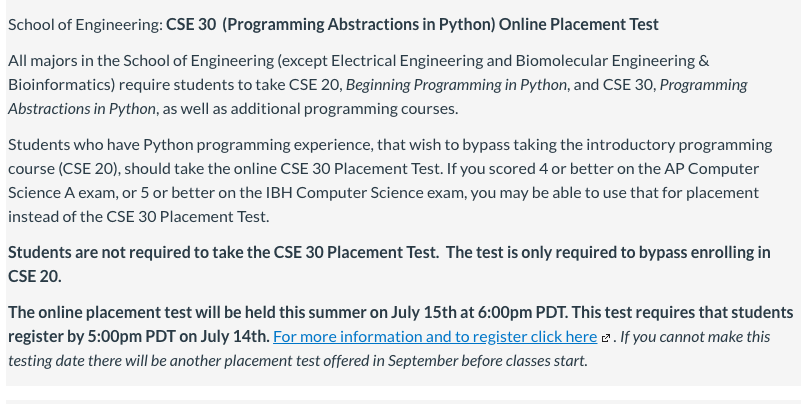 School of Engineering: CSE 30 (Programming Abstractions in Python) Online Placement Test
All majors in the School of Engineering (except Electrical Engineering and Biomolecular Engineering &
Bioinformatics) require students to take CSE 20, Beginning Programming in Python, and CSE 30, Programming
Abstractions in Python, as well as additional programming courses.
Students who have Python programming experience, that wish to bypass taking the introductory programming
course (CSE 20), should take the online CSE 30 Placement Test. If you scored 4 or better on the AP Computer
Science A exam, or 5 or better on the IBH Computer Science exam, you may be able to use that for placement
instead of the CSE 30 Placement Test.
Students are not required to take the CSE 30 Placement Test. The test is only required to bypass enrolling in
CSE 20.
The online placement test will be held this summer on July 15th at 6:00pm PDT. This test requires that students
register by 5:00pm PDT on July 14th. For more information and to register click here . If you cannot make this
testing date there will be another placement test offered in September before classes start.